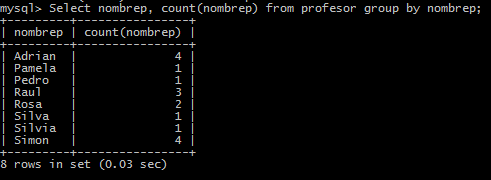 mysql> Select nombrep, count(nombrep) from profesor group by nombrep;
+---------+----------------+
| nombrep | count(nombrep) |
+---------+----------------+
| Adrian  |              4 |
| Pamela  |              1 |
| Pedro   |              1 |
| Raul    |              3 |
| Rosa    |              2 |
| Silva   |              1 |
| Silvia  |              1 |
| Simon   |              4 |
+---------+----------------+
8 rows in set (0.03 sec)